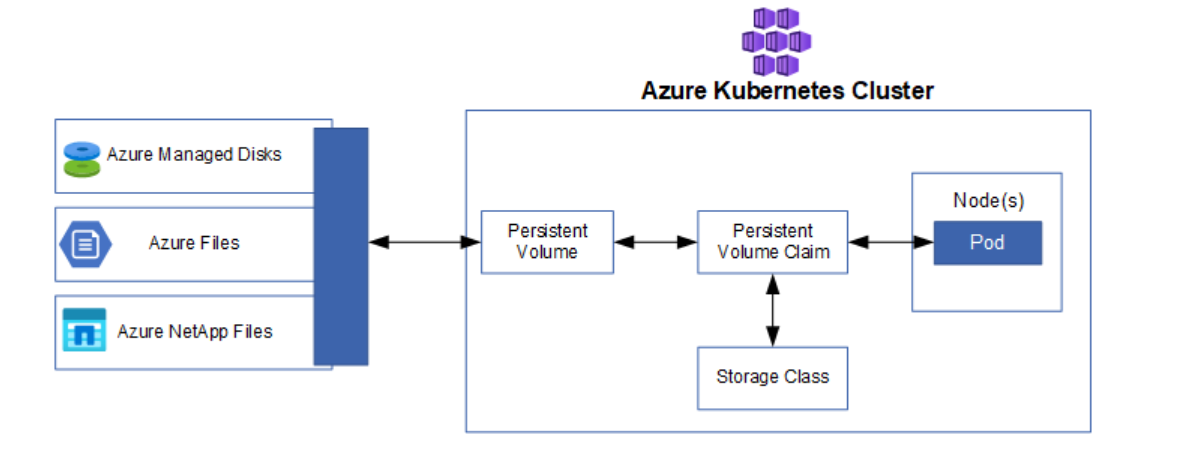 Azure Kubernetes Cluster
Azure Managed Disks
Azure Files
Azure NetApp Files
Persistent
Volume
Persistent
Volume Claim
Storage Class
Node(s)
Pod